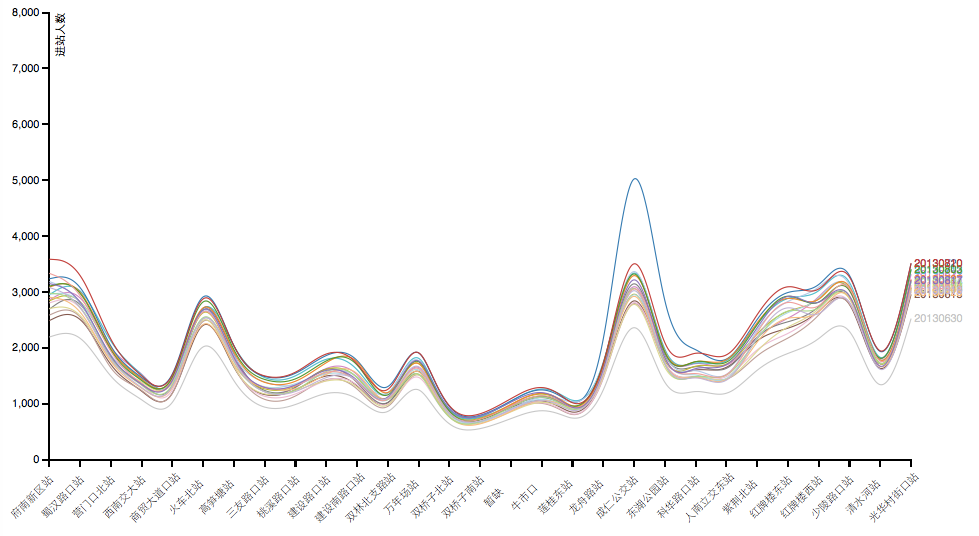 8,000
进站人数
7,000
6,000
5,000
4,000
3,000
2,000
1,000
0
20130630
府南新区站
蜀汉路口站
营门口北站
西南交大站
商贸大道口站
火车北站
高笋塘站
三友路口站
桃溪路口站
建设路口站
建设南路口站
双林北支路站
万年场站
双桥子北站
双桥子南站
暂缺
牛市口
莲桂东站
龙舟路站
成仁公交站
东湖公园站
科华路口站
人南立交东站
紫荆北站
红牌楼东站
红牌楼西站
少陵路口站
清水河站
光华村街口站